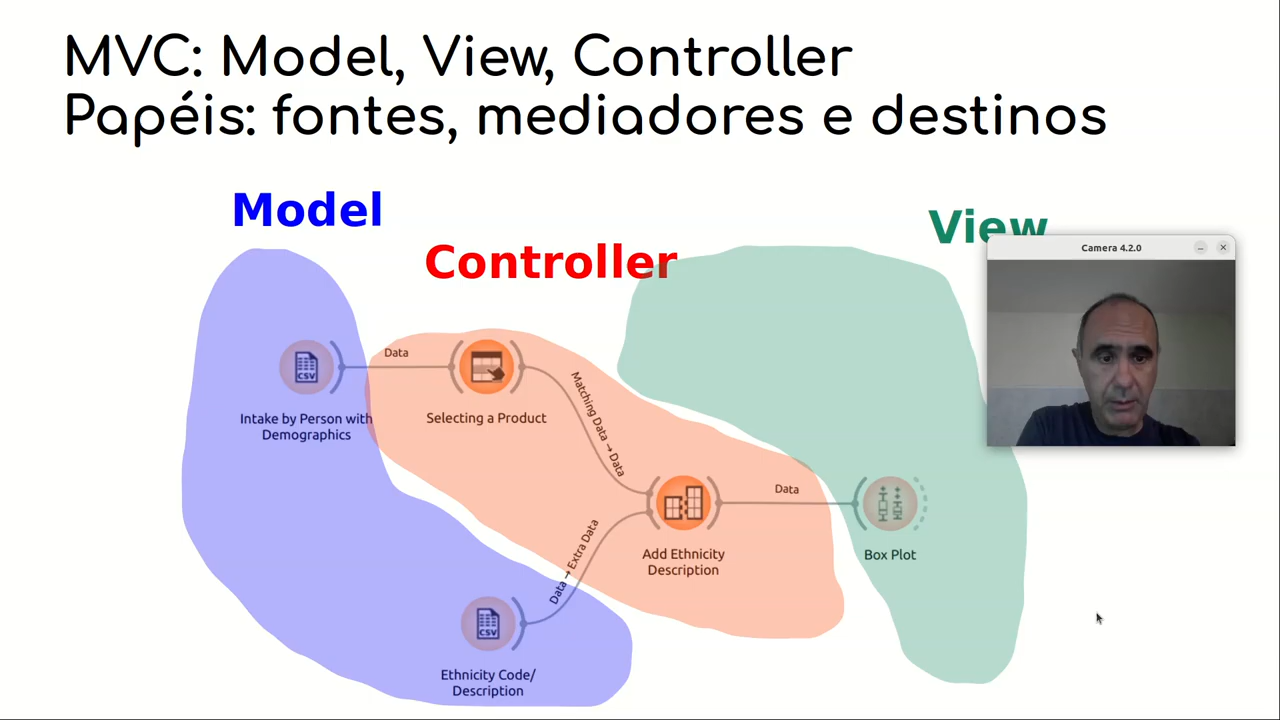 MVC: Model, View, Controller
Papéis: fontes, mediadores e destinos
Model
View
Controller
Camera 4.2.0
Data
CSV
Intake by Person with
Demographics
Selecting a Product
Matching Data → Data
Data
Add Ethnicity
Description
Box Plot
Data → Extra Data
CSV
Ethnicity Code/
Description